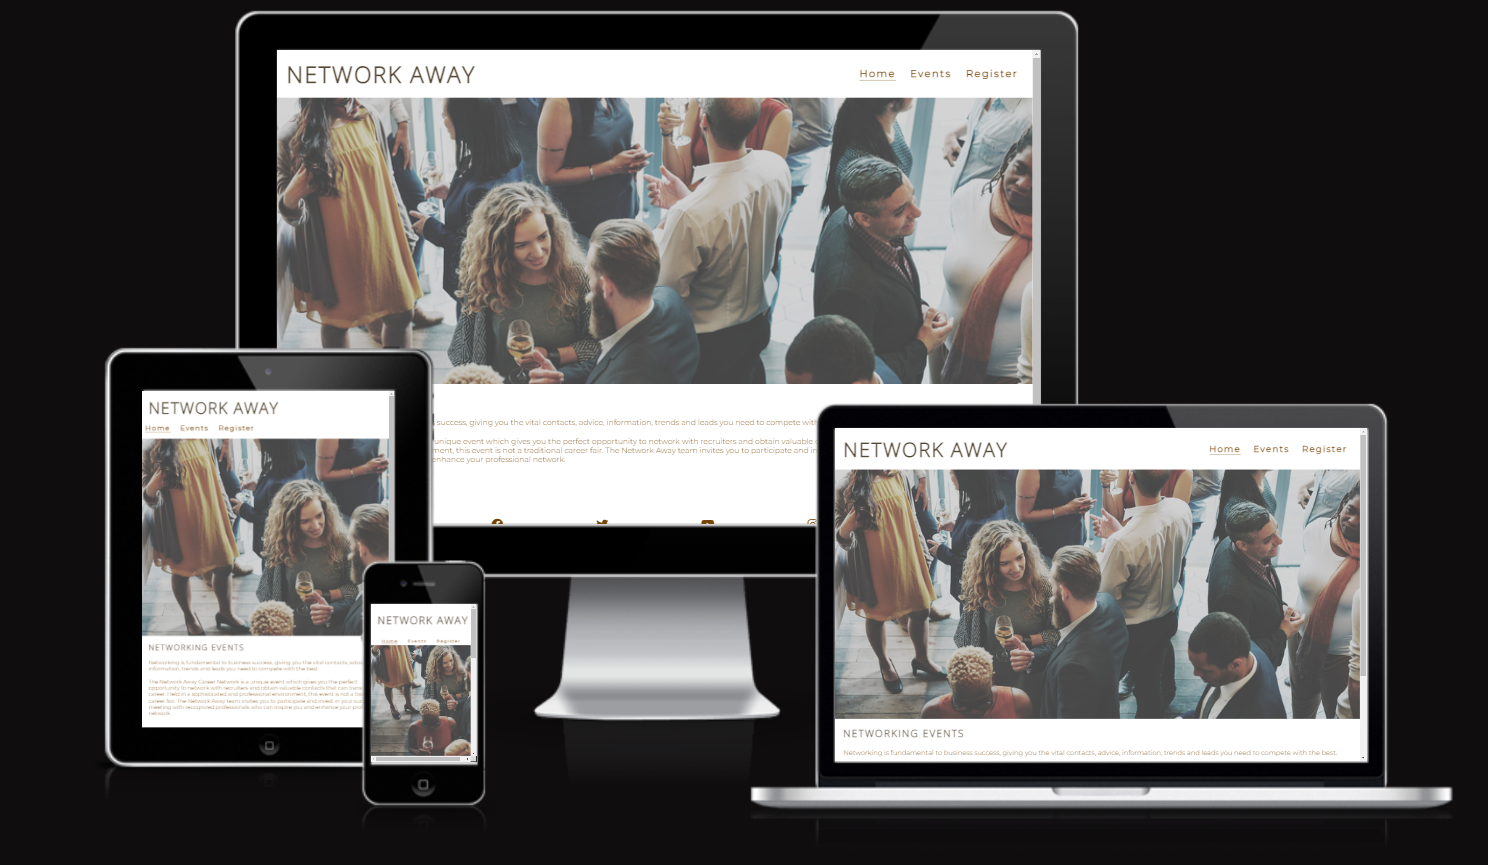 NETWORK AWAY
Home Events Register
success, giving you the vital contacts, advice, information, trends and leads you need to compete with
unique event which gives you the perfect opportunity to network with recruiters and obtain valuable
ment, this event is not a traditional career fair. The Network Away team invites you to participate and in
enhance your professional network.
NETWORK AWAY
Home Events Register
NETWORKING EVENTS
Networking is fundamental to business success, giving you the vital contacts, advic
information, trends and leads you need to compete with the best.
The Network Away Career Network is a unique event which gives you the perfect
opportunity to network with recruiters and obtain valuable contacts that can trans
career. Held in a sophisticated and professional environment, this event is not a trad
career fair. The Network Away team invites you to participate and invest in your suc
meeting with recognized professionals who can inspire you and enhance your prof
network.
NETWORK AWAY
Home Events Register
NETWORK AWAY
Home Events Register
NETWORKING EVENTS
Networking is fundamental to business success, giving you the vital contacts, advice, information, trends and leads you need to compete with the best.